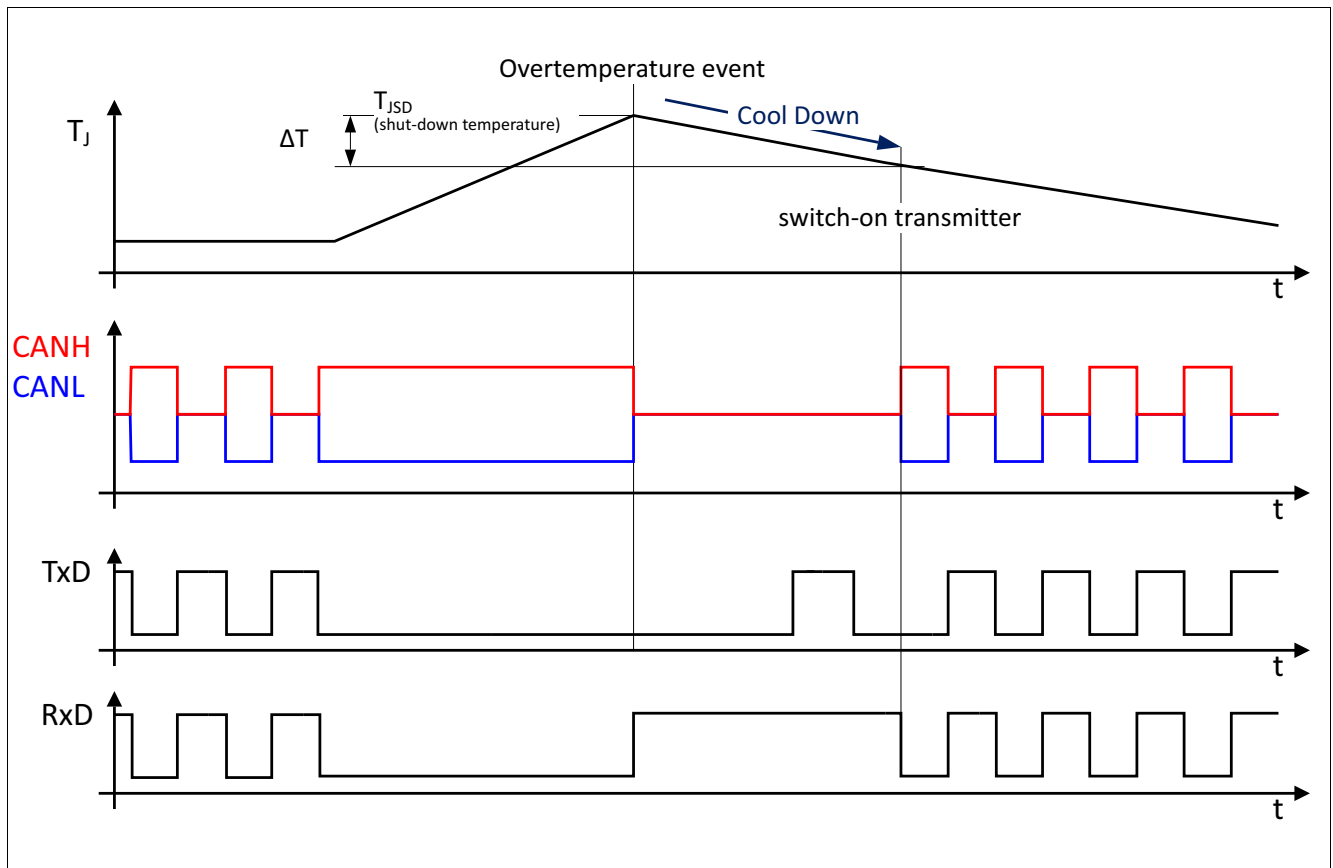 Overtemperature event
T_JSD
(shut-down temperature)
Cool Down
T_J
ΔT
switch-on transmitter
t
CANH
CANL
t
TxD
t
RxD
t